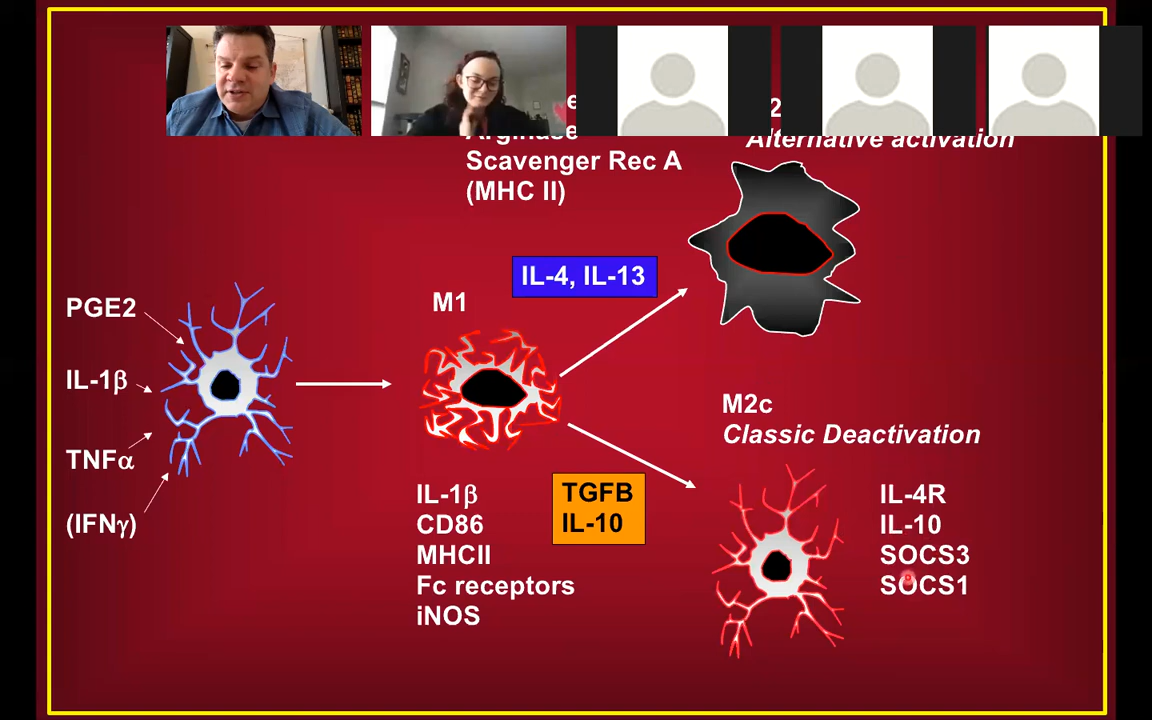 Scavenger Rec A
(MHC II)
Alternative activation
IL-4, IL-13
PGE2
M1
IL-1β
TNFα
(IFNγ)
M2c
Classic Deactivation
IL-1β
CD86
MHCII
Fc receptors
iNOS
TGFB
IL-10
IL-4R
IL-10
SOCS3
SOCS1